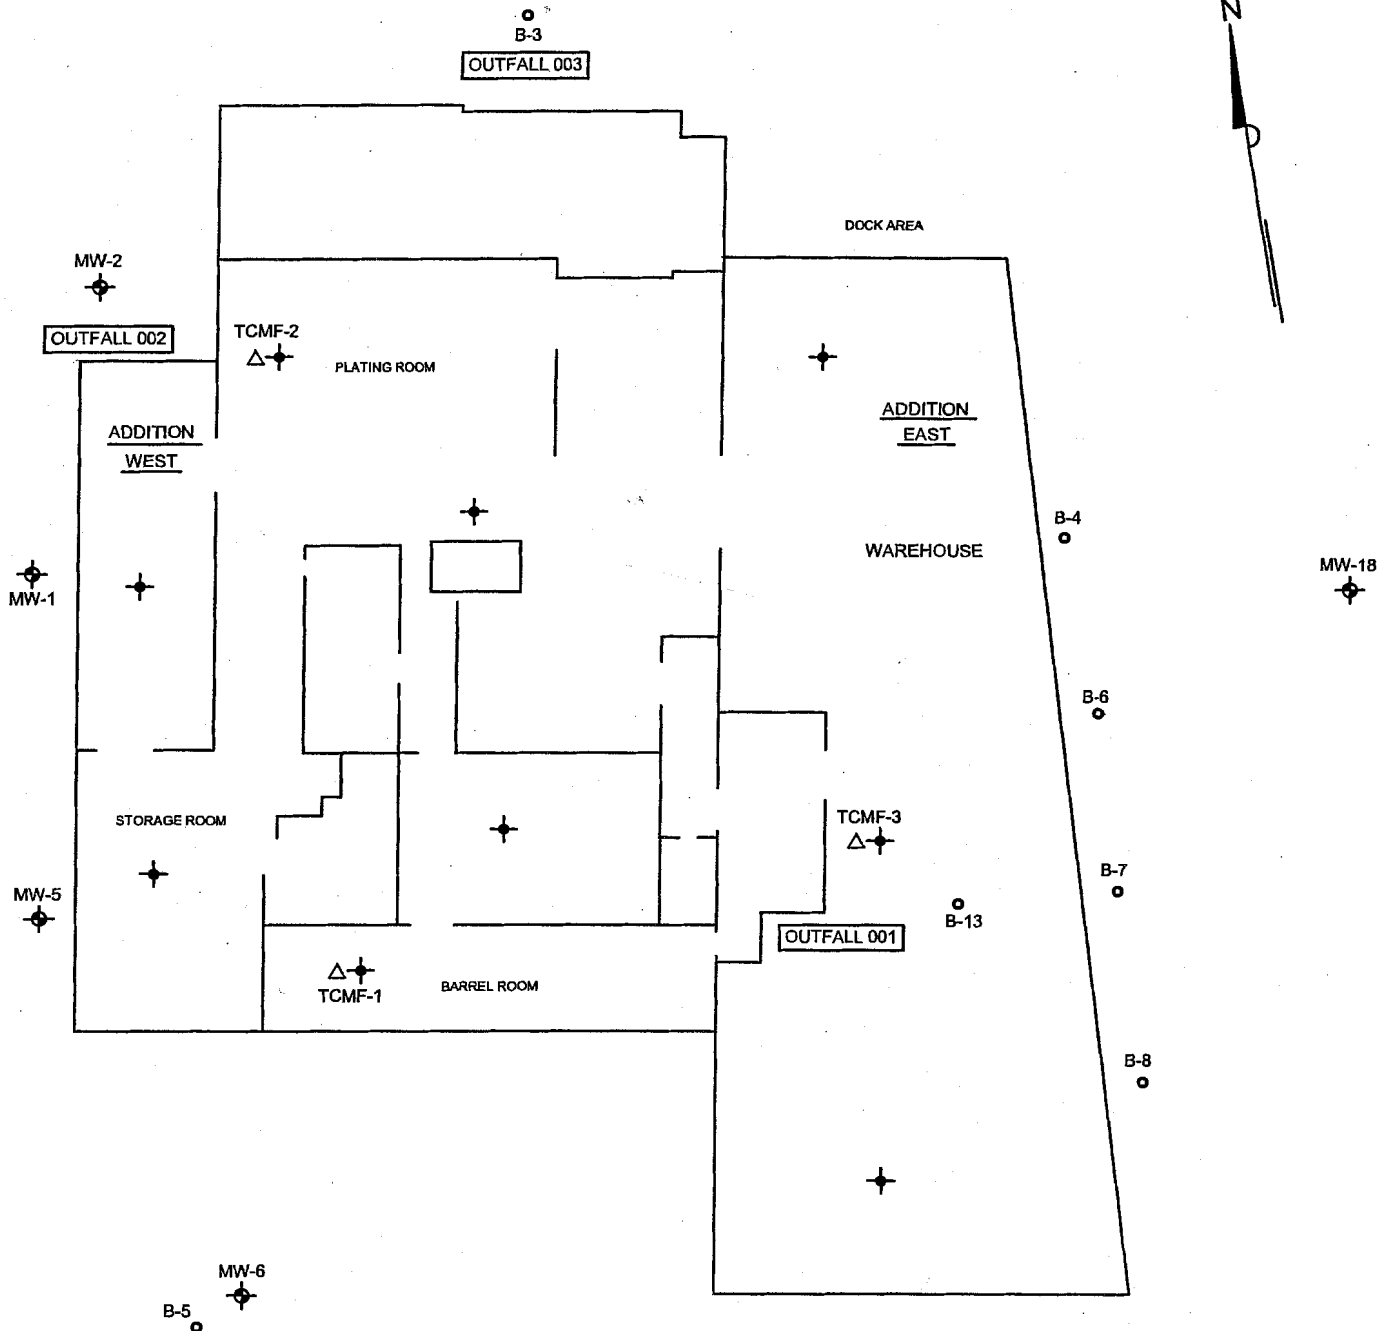 N
B-3
OUTFALL 003
DOCK AREA
MW-2
OUTFALL 002
TCMF-2
PLATING ROOM
ADDITION
WEST
ADDITION
EAST
B-4
WAREHOUSE
MW-18
MW-1
B-6
STORAGE ROOM
TCMF-3
B-7
MW-5
B-13
OUTFALL 001
TCMF-1
BARREL ROOM
B-8
MW-6
B-5